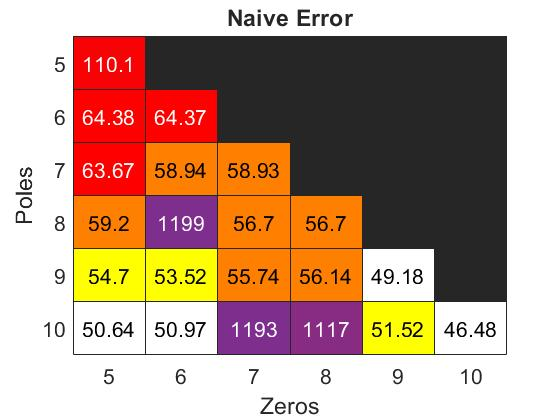 Naive Error
5 110.1
6 64.38 64.37
7 63.67 58.94 58.93
8 59.2 1199 56.7 56.7
9 54.7 53.52 55.74 56.14 49.18
10 50.64 50.97 1193 1117 51.52 46.48
5 6 7 8 9 10
Zeros
Poles